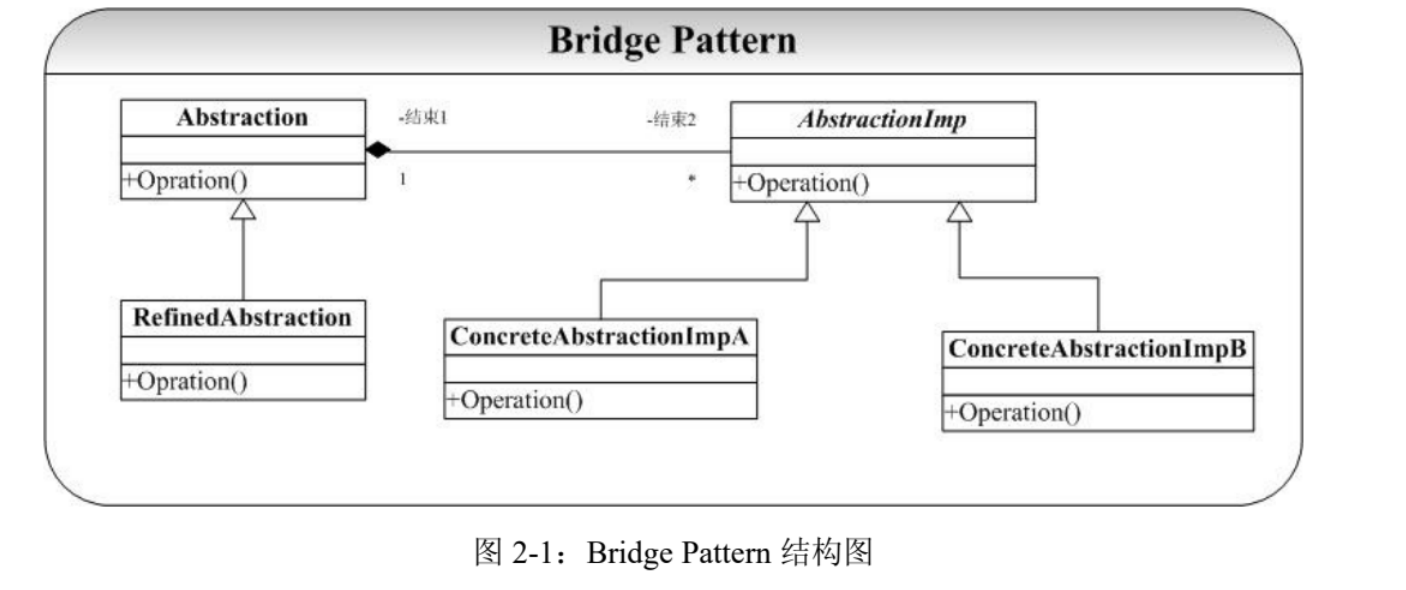 Bridge Pattern
Abstraction
-结束1
-结束2
AbstractionImp
+Opration()
1
*
+Operation()
RefinedAbstraction
+Opration()
ConcreteAbstractionImpA
+Operation()
ConcreteAbstractionImpB
+Operation()
图 2-1：Bridge Pattern 结构图